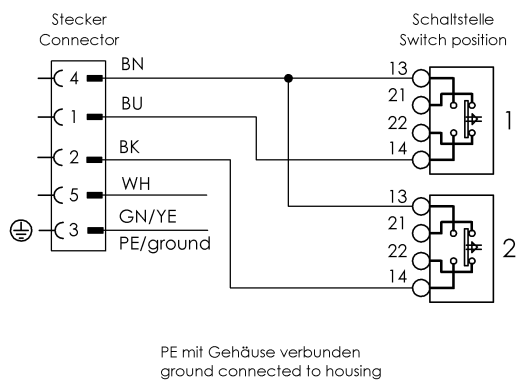 Stecker
Connector
Schaltstelle
Switch position
4 BN
1 BU
2 BK
5 WH
3 GN/YE
PE/ground
13
21
22
14
1
13
21
22
14
2
PE mit Gehäuse verbunden
ground connected to housing